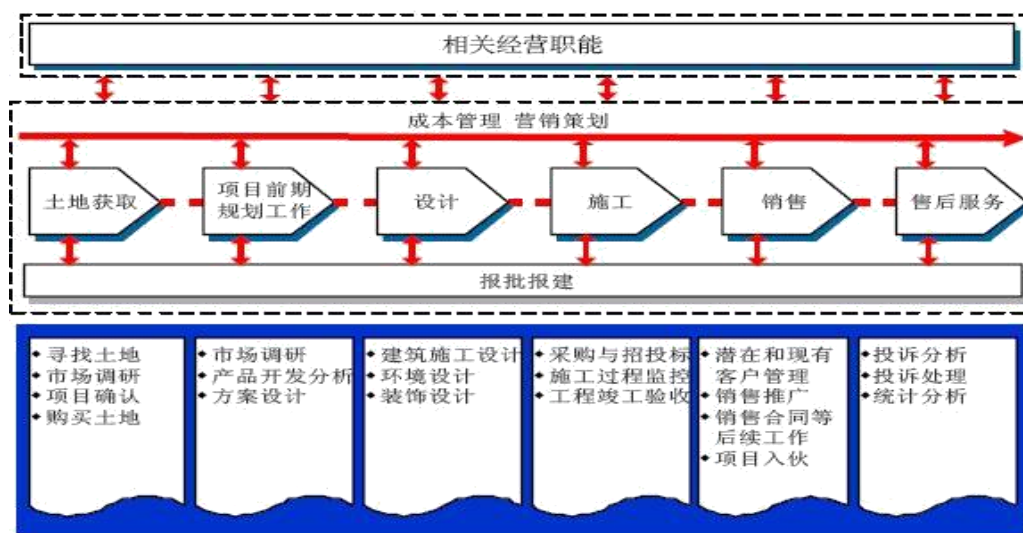 相关经营职能
成本管理 营销策划
土地获取
项目前期
规划工作
设计
施工
销售
售后服务
报批报建
寻找土地
市场调研
项目确认
购买土地
市场调研
产品开发分析
方案设计
建筑施工设计
环境设计
装饰设计
采购与招投标
施工过程监控
工程竣工验收
潜在和现有
客户管理
销售推广
销售合同等
后续工作
项目入伙
投诉分析
投诉处理
统计分析